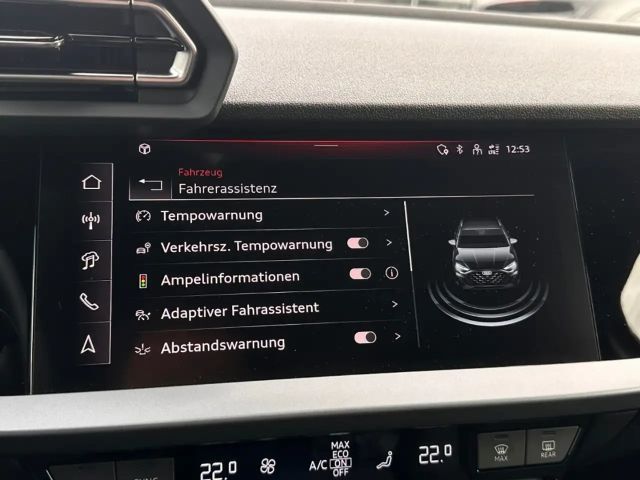 12:53
Fahrzeug
Fahrerassistenz
Tempowarnung
Verkehrsz. Tempowarnung
Ampelinformationen
Adaptiver Fahrassistent
Abstandswarnung
22.0
A/C
MAX
ECO
ON
OFF
22.0
MAX
REAR